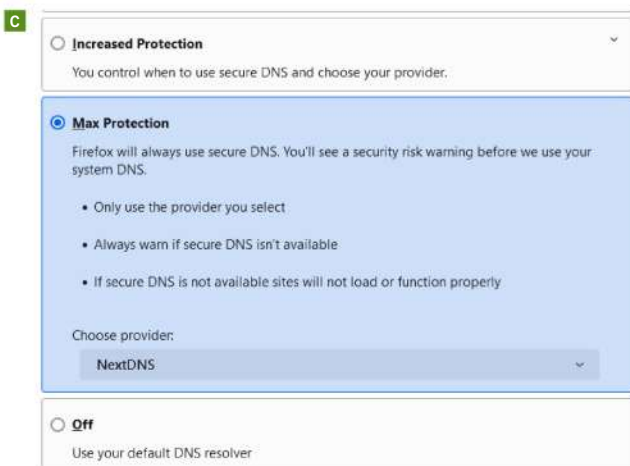 C
Increased Protection
You control when to use secure DNS and choose your provider.
Max Protection
Firefox will always use secure DNS. You'll see a security risk warning before we use your
system DNS.
• Only use the provider you select
• Always warn if secure DNS isn't available
• If secure DNS is not available sites will not load or function properly
Choose provider:
NextDNS
Off
Use your default DNS resolver